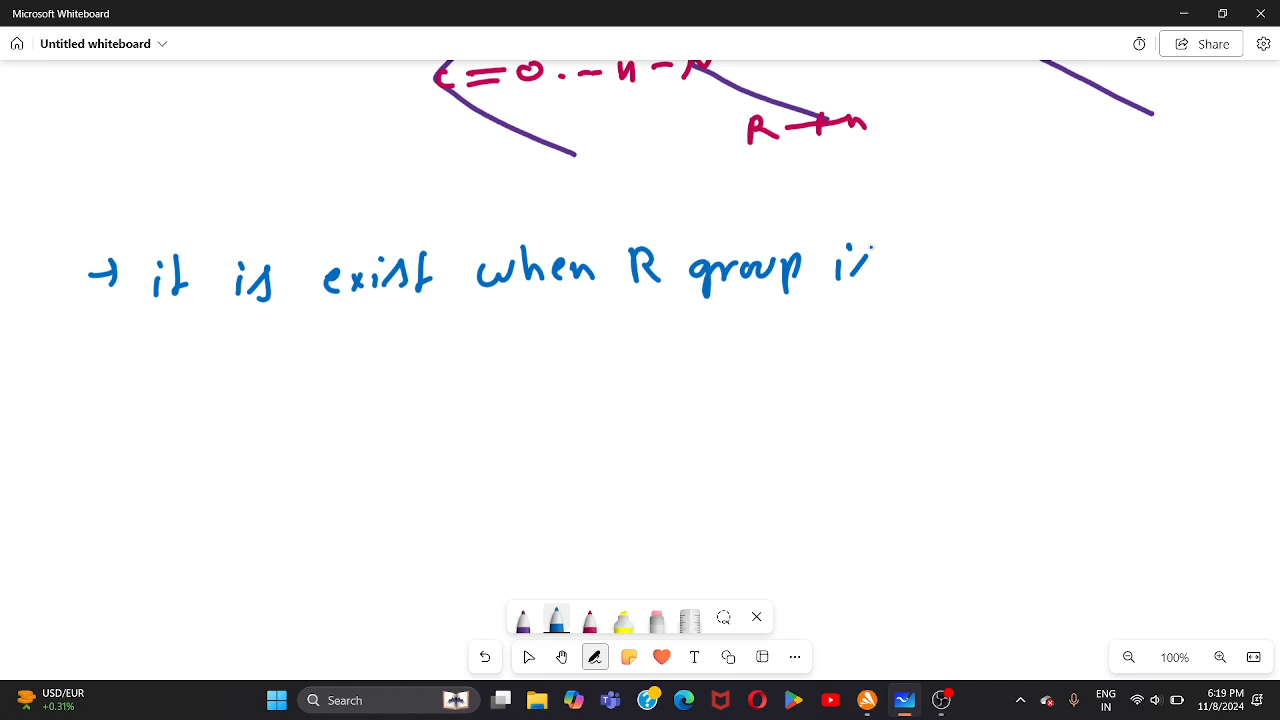 Microsoft Whiteboard
Untitled whiteboard
Share
C = O . - - H - N
R - + H
→ it is exist when R group is
100%
USD/EUR
+0.31%
Search
ENG
IN
6:19 PM
11/8/2024